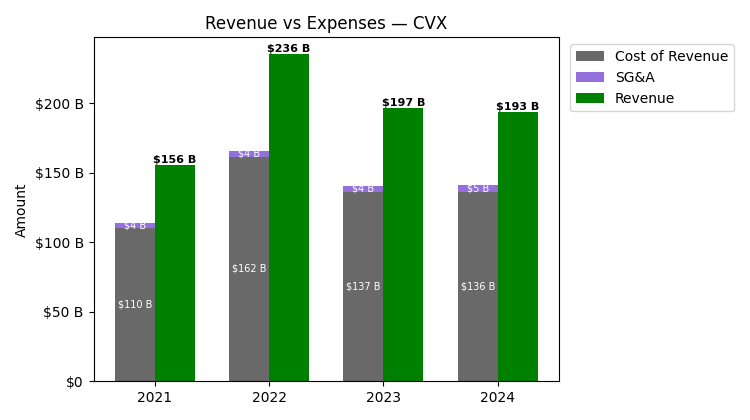 Revenue vs Expenses — CVX
Amount
$200 B
$150 B
$100 B
$50 B
$0
$156 B
$4 B
$110 B
$236 B
$4 B
$162 B
$197 B
$4 B
$137 B
$193 B
$5 B
$136 B
2021
2022
2023
2024
Cost of Revenue
SG&A
Revenue